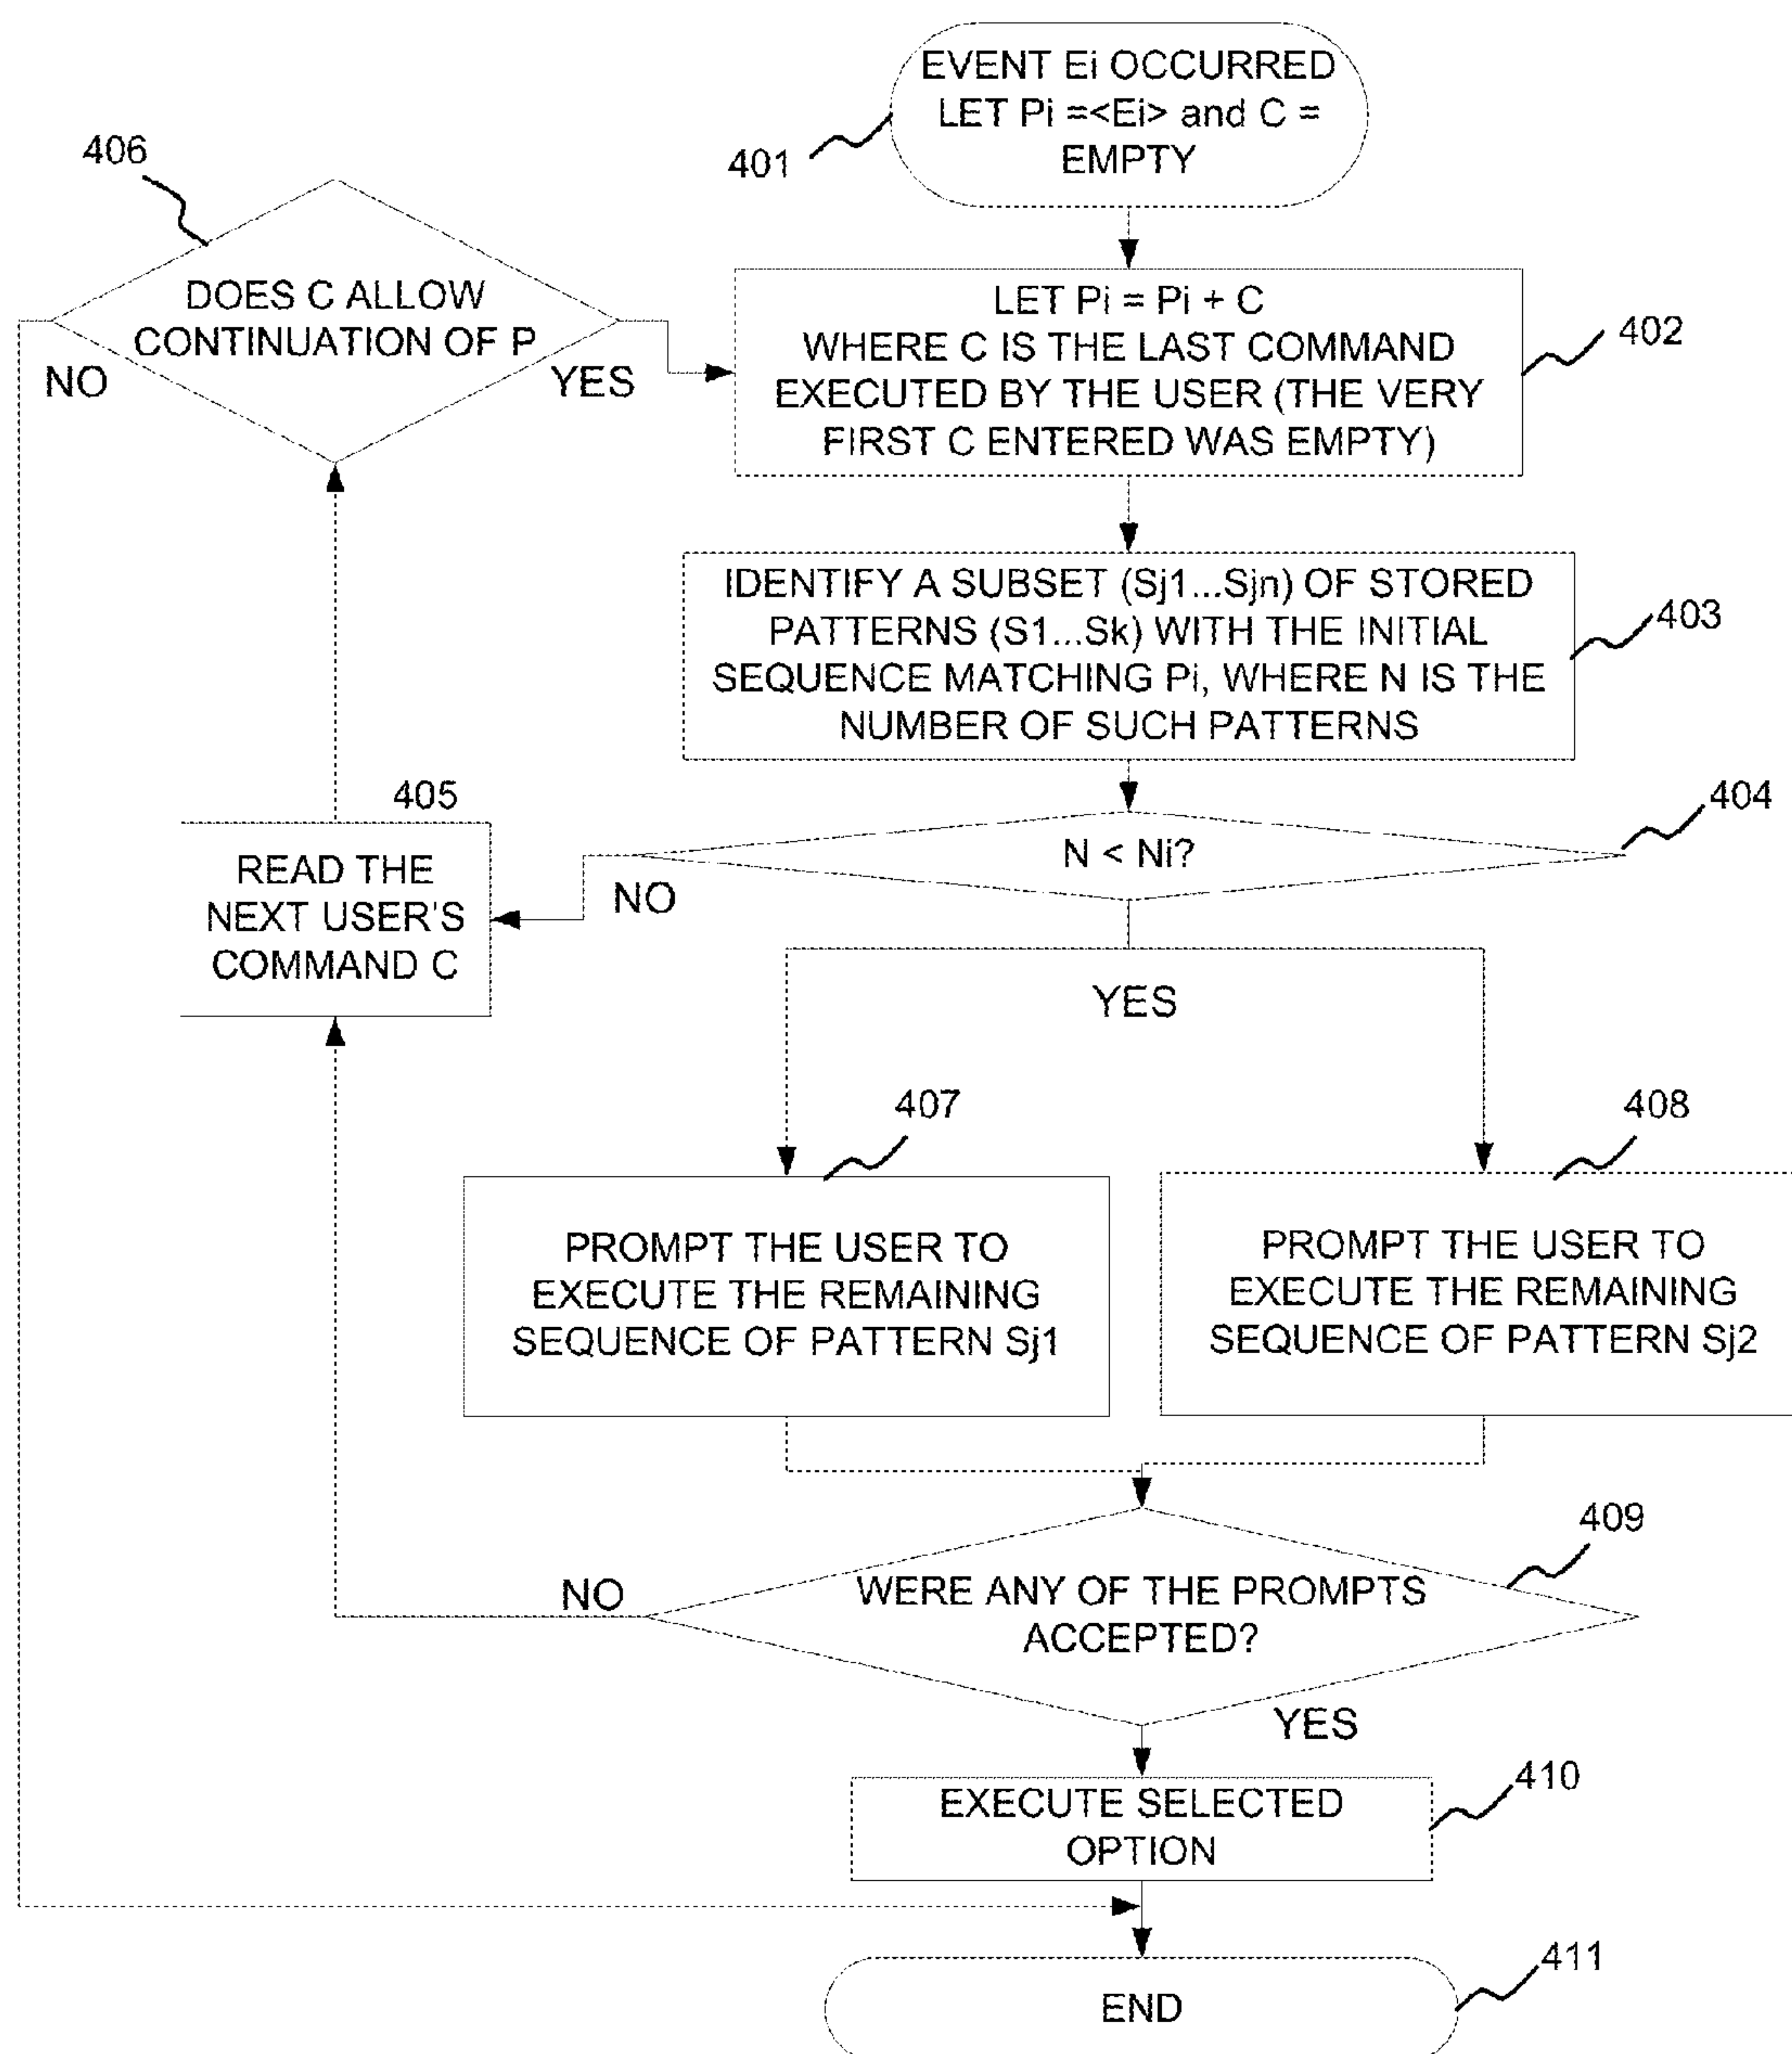 EVENT Ei OCCURRED
LET Pi =<Ei> and C =
EMPTY
401
406
DOES C ALLOW
CONTINUATION OF P
NO
YES
LET Pi = Pi + C
WHERE C IS THE LAST COMMAND
EXECUTED BY THE USER (THE VERY
FIRST C ENTERED WAS EMPTY)
402
IDENTIFY A SUBSET (Sj1...Sjn) OF STORED
PATTERNS (S1...Sk) WITH THE INITIAL
SEQUENCE MATCHING Pi, WHERE N IS THE
NUMBER OF SUCH PATTERNS
403
404
N < Ni?
NO
YES
405
READ THE
NEXT USER'S
COMMAND C
407
PROMPT THE USER TO
EXECUTE THE REMAINING
SEQUENCE OF PATTERN Sj1
408
PROMPT THE USER TO
EXECUTE THE REMAINING
SEQUENCE OF PATTERN Sj2
409
WERE ANY OF THE PROMPTS
ACCEPTED?
NO
YES
410
EXECUTE SELECTED
OPTION
411
END